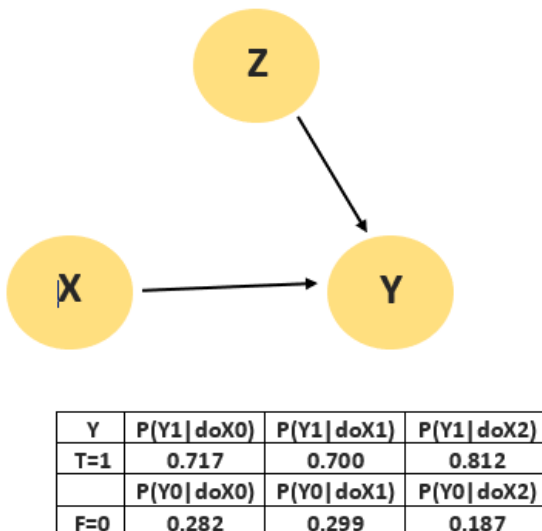 Z
X Y
Y P(Y1|doX0) P(Y1|doX1) P(Y1|doX2)
T=1 0.717 0.700 0.812
P(Y0|doX0) P(Y0|doX1) P(Y0|doX2)
F=0 0.282 0.299 0.187